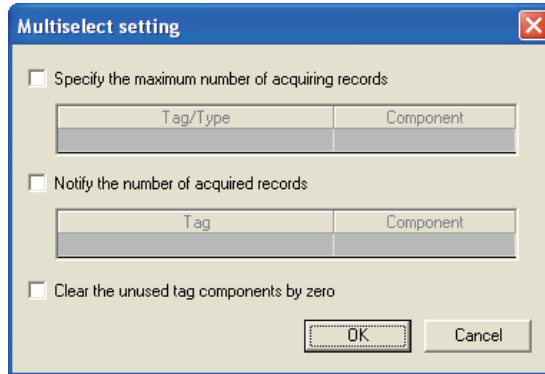 Multiselect setting
Specify the maximum number of acquiring records
Tag/Type Component
Notify the number of acquired records
Tag Component
Clear the unused tag components by zero
OK Cancel